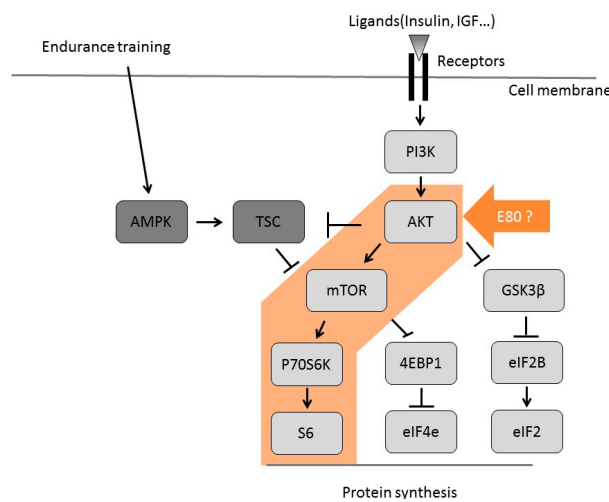 Ligands(Insulin, IGF...)
Endurance training
Receptors
Cell membrane
PI3K
AMPK
TSC
AKT
E80 ?
mTOR
GSK3β
P70S6K
4EBP1
eIF2B
S6
eIF4e
eIF2
Protein synthesis